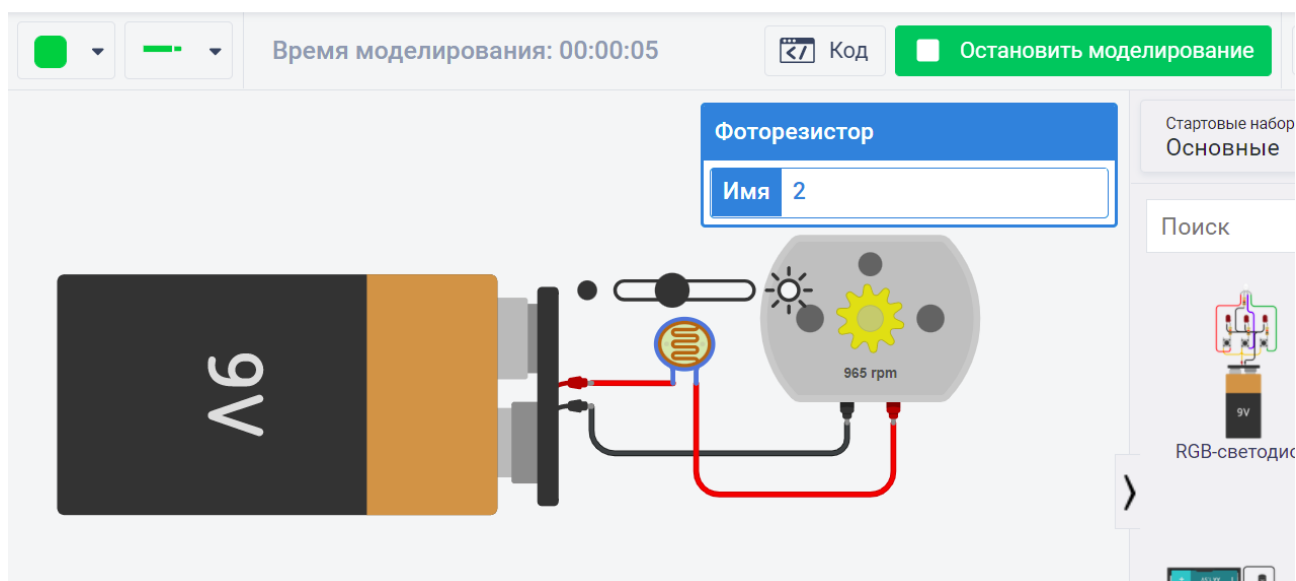 Время моделирования: 00:00:05
Код
Остановить моделирование
Фоторезистор
Имя 2
Стартовые набор
Основные
Поиск
9V
965 rpm
9V
RGB-светодис